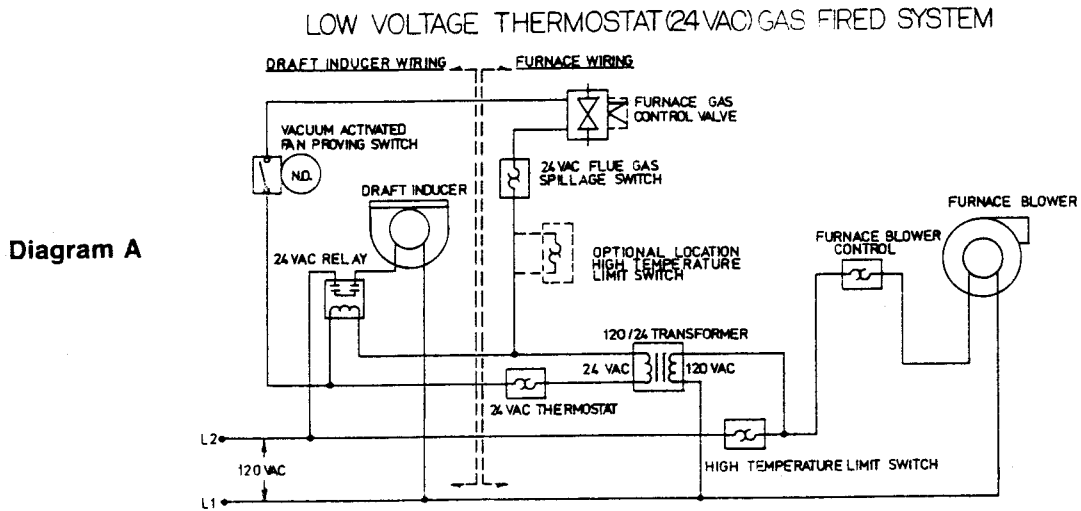 LOW VOLTAGE THERMOSTAT (24 VAC) GAS FIRED SYSTEM
DRAFT INDUCER WIRING
FURNACE WIRING
FURNACE GAS
CONTROL VALVE
VACUUM ACTIVATED
FAN PROVING SWITCH
N.O.
24 VAC FLUE GAS
SPILLAGE SWITCH
DRAFT INDUCER
FURNACE BLOWER
Diagram A
24 VAC RELAY
OPTIONAL LOCATION
HIGH TEMPERATURE
LIMIT SWITCH
FURNACE BLOWER
CONTROL
120/24 TRANSFORMER
24 VAC
120 VAC
24 VAC THERMOSTAT
L2
120 VAC
HIGH TEMPERATURE LIMIT SWITCH
L1